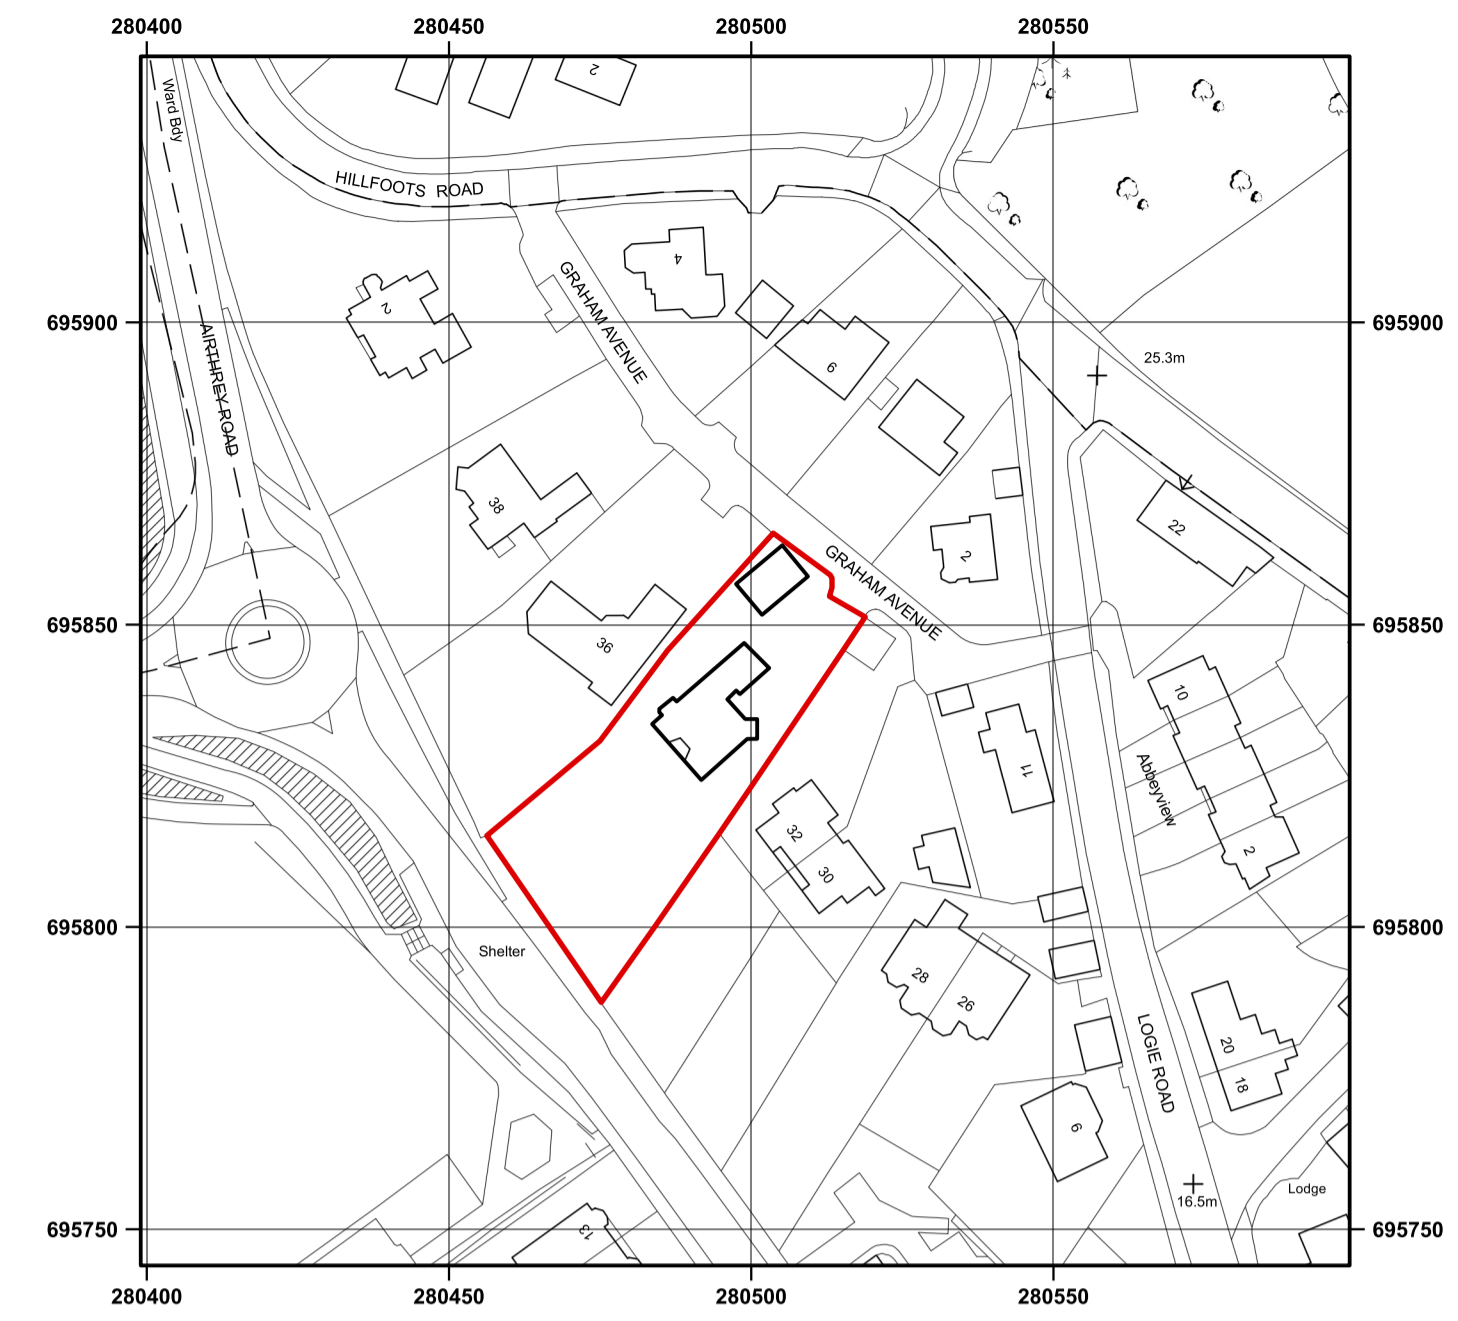 280400 280450 280500 280550
Ward Bdy
2
HILLFOOTS ROAD
4
GRAHAM AVENUE
2
695900 695900
AIRTHREY ROAD
25.3m
6
38
22
2
GRAHAM AVENUE
695850 695850
36
10
11
Abbeyview
32
30
2
695800 695800
Shelter
28
26
LOGIE ROAD
20
18
6
Lodge
16.5m
695750 695750
13
280400 280450 280500 280550